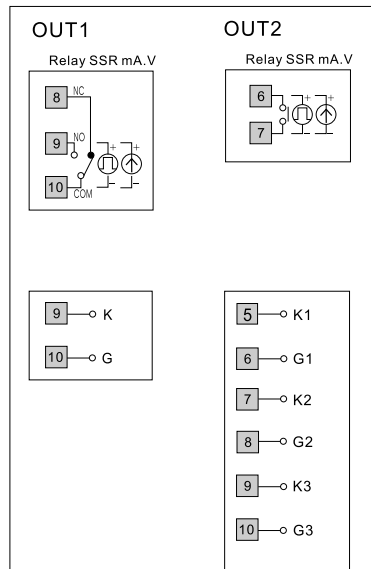 OUT1
Relay SSR mA.V
8 NC
9 NO
10 COM
+ +
- -
OUT2
Relay SSR mA.V
6
7
+ +
- -
9 K
10 G
5 K1
6 G1
7 K2
8 G2
9 K3
10 G3